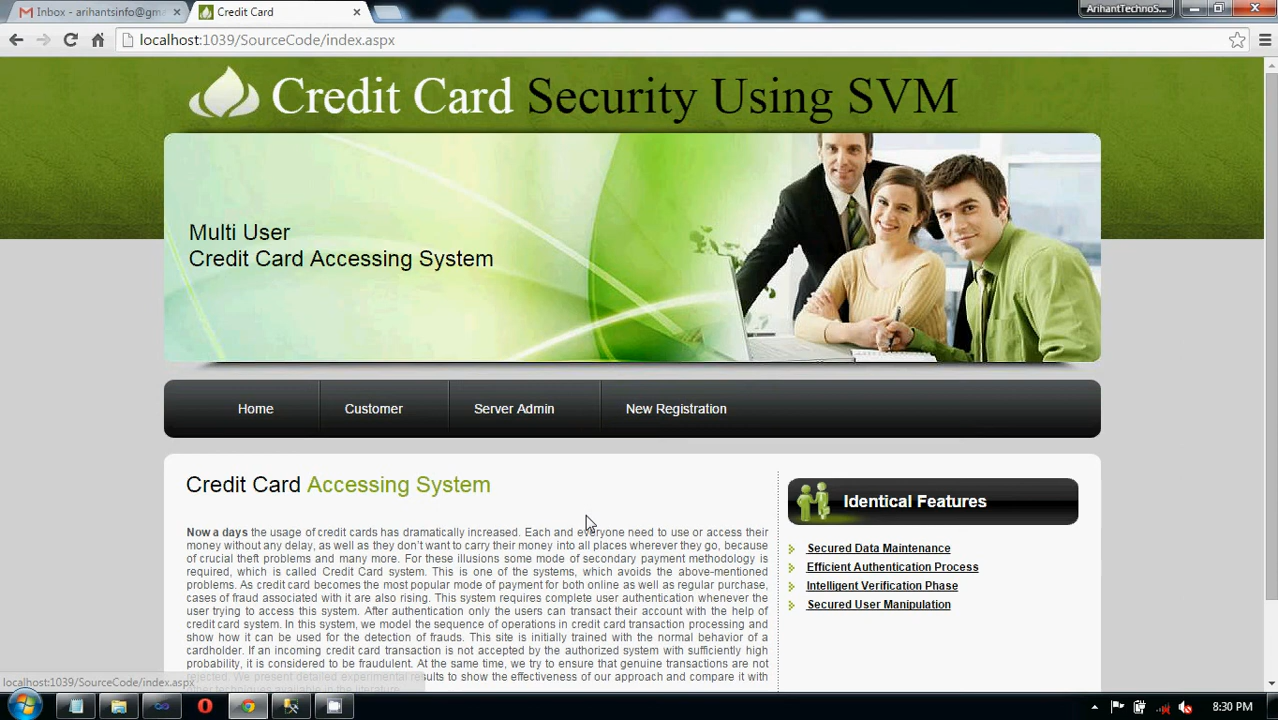 Inbox - arihantsinfo@gma
Credit Card
ArihantTechnoS...
localhost:1039/SourceCode/index.aspx
Credit Card Security Using SVM
Multi User
Credit Card Accessing System
Home
Customer
Server Admin
New Registration
Credit Card Accessing System
Now a days the usage of credit cards has dramatically increased. Each and everyone need to use or access their
money without any delay, as well as they don't want to carry their money into all places wherever they go, because
of crucial theft problems and many more. For these illusions some mode of secondary payment methodology is
required, which is called Credit Card system. This is one of the systems, which avoids the above-mentioned
problems. As credit card becomes the most popular mode of payment for both online as well as regular purchase,
cases of fraud associated with it are also rising. This system requires complete user authentication whenever the
user trying to access this system. After authentication only the users can transact their account with the help of
credit card system. In this system, we model the sequence of operations in credit card transaction processing and
show how it can be used for the detection of frauds. This site is initially trained with the normal behavior of a
cardholder. If an incoming credit card transaction is not accepted by the authorized system with sufficiently high
probability, it is considered to be fraudulent. At the same time, we try to ensure that genuine transactions are not
rejected. We present detailed experimental results to show the effectiveness of our approach and compare it with
other techniques available in the literature.
Identical Features
Secured Data Maintenance
Efficient Authentication Process
Intelligent Verification Phase
Secured User Manipulation
localhost:1039/SourceCode/index.aspx
8:30 PM